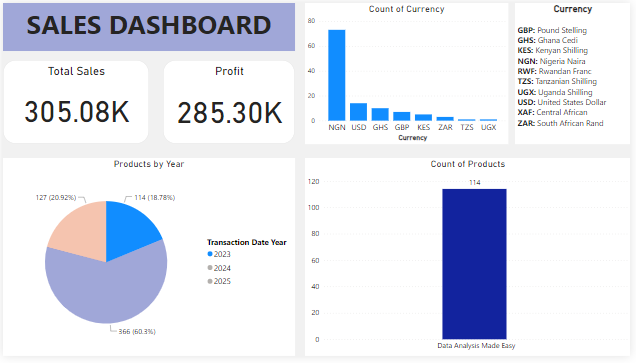 SALES DASHBOARD
Total Sales
305.08K
Profit
285.30K
Count of Currency
80
60
40
20
0
NGN USD GHS GBP KES ZAR TZS UGX
Currency
Currency
GBP: Pound Stelling
GHS: Ghana Cedi
KES: Kenyan Shilling
NGN: Nigeria Naira
RWF: Rwandan Franc
TZS: Tanzanian Shilling
UGX: Uganda Shilling
USD: United States Dollar
XAF: Central African
ZAR: South African Rand
Products by Year
127 (20.92%)
114 (18.78%)
366 (60.3%)
Transaction Date Year
2023
2024
2025
Count of Products
120
100
80
60
40
20
0
114
Data Analysis Made Easy